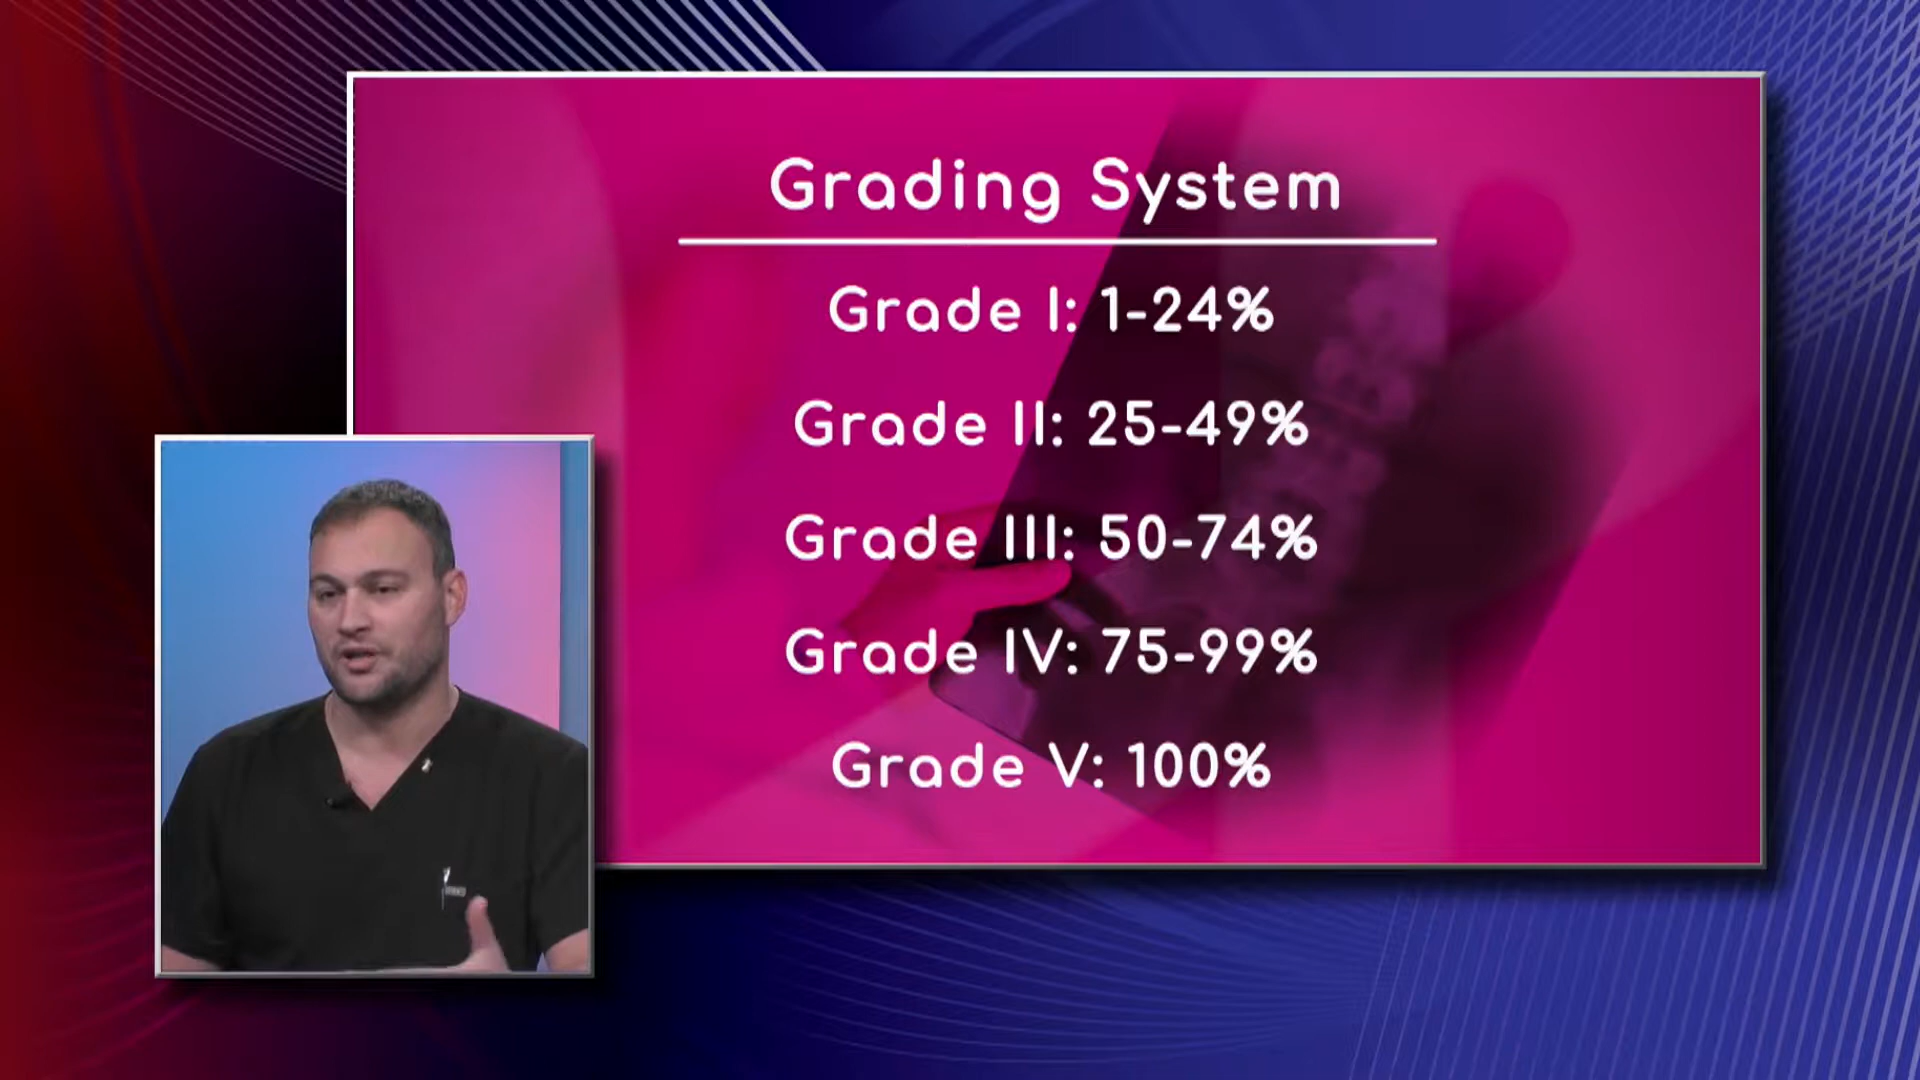 Grading System
Grade I: 1-24%
Grade II: 25-49%
Grade III: 50-74%
Grade IV: 75-99%
Grade V: 100%